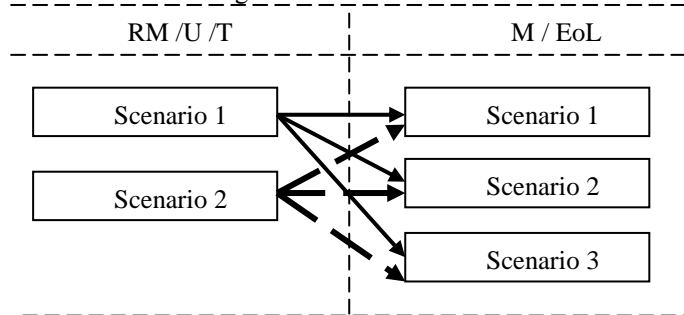 RM /U /T
M / EoL
Scenario 1
Scenario 1
Scenario 2
Scenario 2
Scenario 3